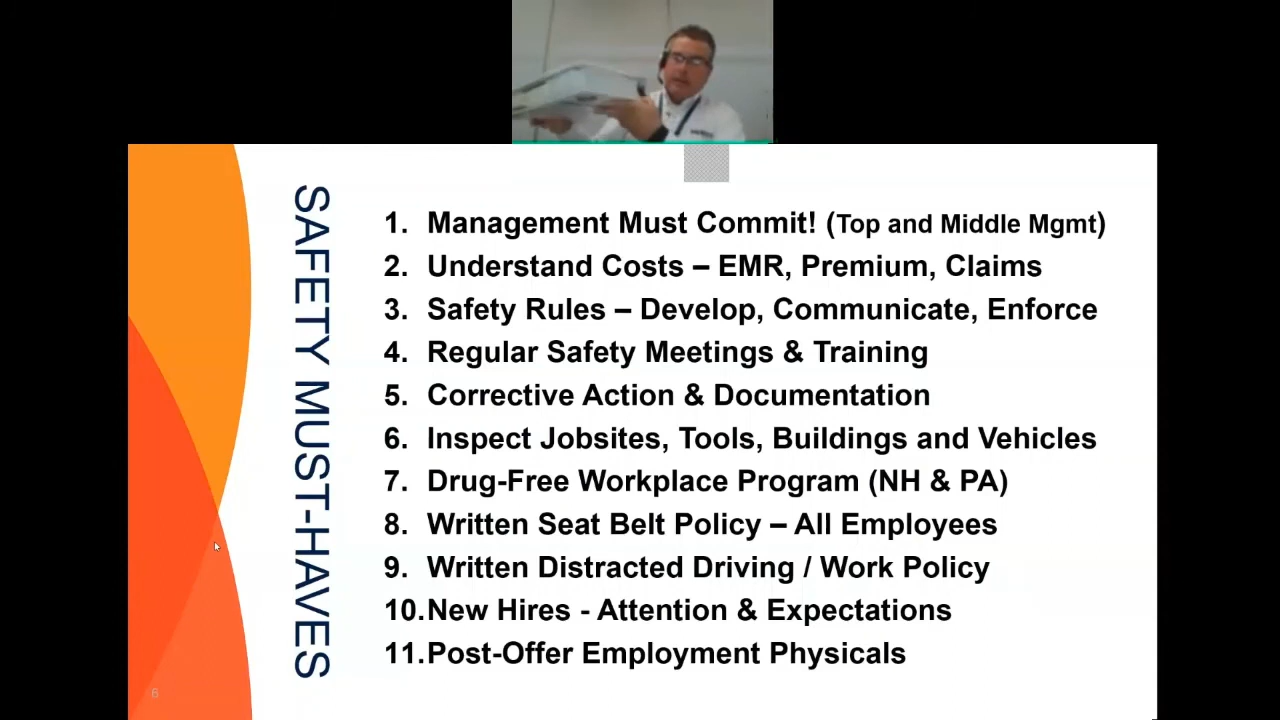 SAFETY MUST-HAVES
1. Management Must Commit! (Top and Middle Mgmt)
2. Understand Costs – EMR, Premium, Claims
3. Safety Rules – Develop, Communicate, Enforce
4. Regular Safety Meetings & Training
5. Corrective Action & Documentation
6. Inspect Jobsites, Tools, Buildings and Vehicles
7. Drug-Free Workplace Program (NH & PA)
8. Written Seat Belt Policy – All Employees
9. Written Distracted Driving / Work Policy
10. New Hires - Attention & Expectations
11. Post-Offer Employment Physicals
6